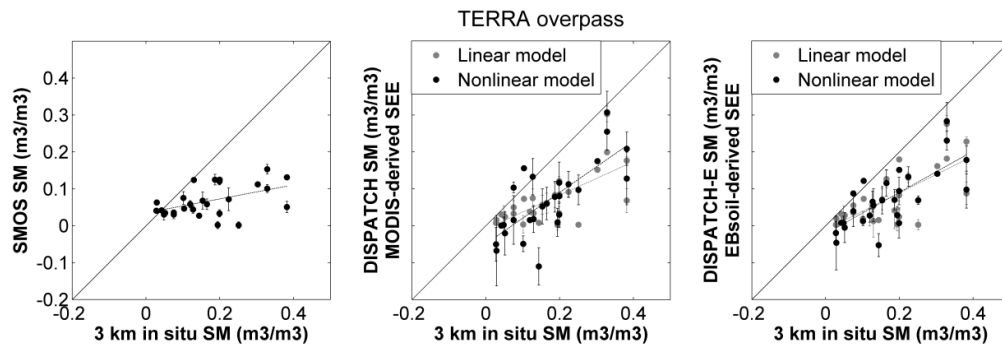 TERRA overpass
SMOS SM (m3/m3)
0.4
0.3
0.2
0.1
0
-0.1
-0.2
-0.2 0 0.2 0.4
3 km in situ SM (m3/m3)
DISPATCH SM (m3/m3)
MODIS-derived SEE
Linear model
Nonlinear model
-0.2 0 0.2 0.4
3 km in situ SM (m3/m3)
DISPATCH-E SM (m3/m3)
EBsoil-derived SEE
Linear model
Nonlinear model
-0.2 0 0.2 0.4
3 km in situ SM (m3/m3)